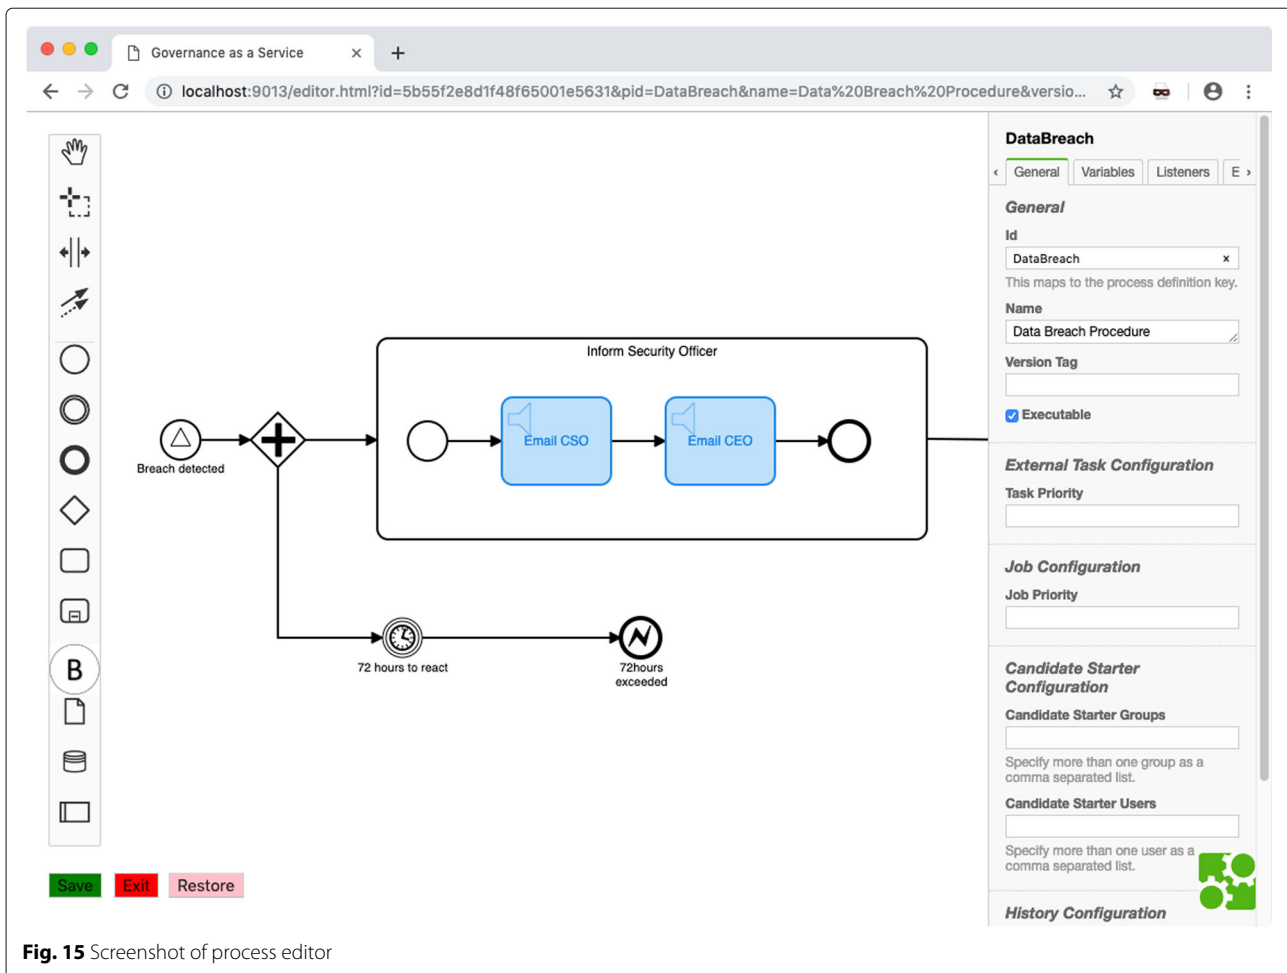 Governance as a Service
localhost:9013/editor.html?id=5b55f2e8d1f48f65001e5631&pid=DataBreach&name=Data%20Breach%20Procedure&versio...
B
Breach detected
Inform Security Officer
Email CSO
Email CEO
72 hours to react
72hours
exceeded
Save
Exit
Restore
DataBreach
General
Variables
Listeners
E
General
Id
DataBreach
This maps to the process definition key.
Name
Data Breach Procedure
Version Tag
Executable
External Task Configuration
Task Priority
Job Configuration
Job Priority
Candidate Starter
Configuration
Candidate Starter Groups
Specify more than one group as a
comma separated list.
Candidate Starter Users
Specify more than one user as a
comma separated list.
History Configuration
Fig. 15 Screenshot of process editor